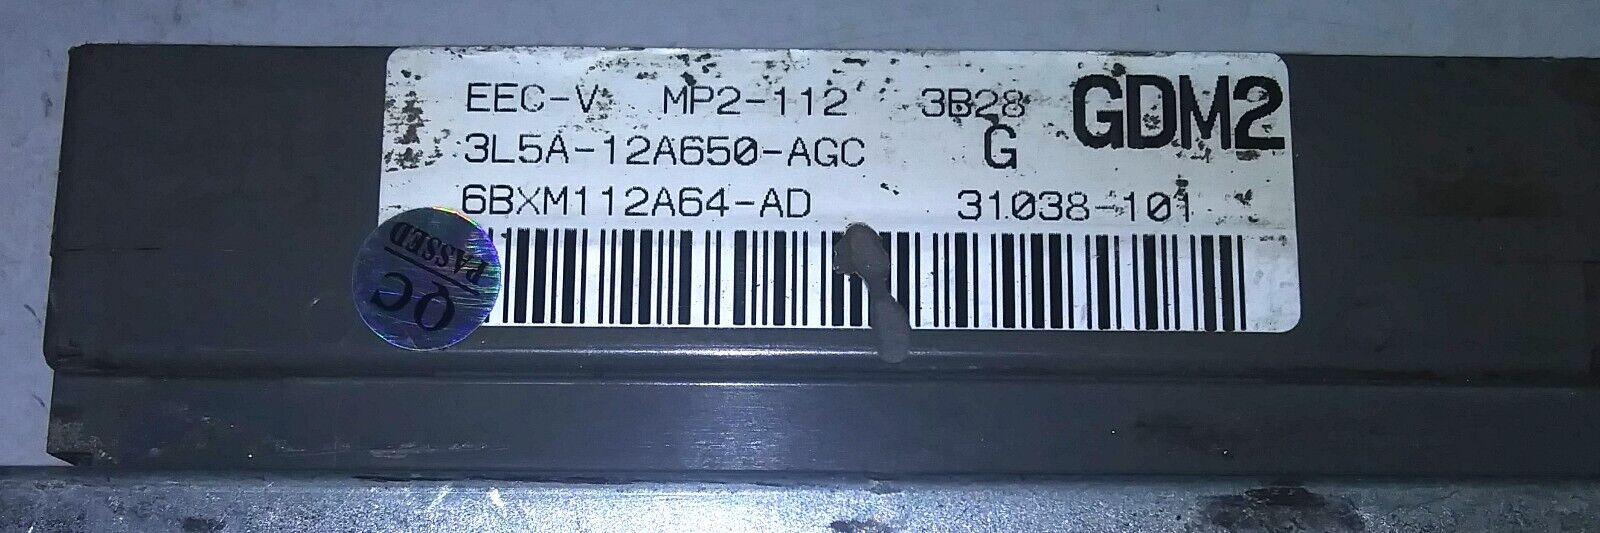 EEC-V MP2-112 3B28 GDM2
3L5A-12A650-AGC G
6BXM112A64-AD 31038-101
QC
PASSED